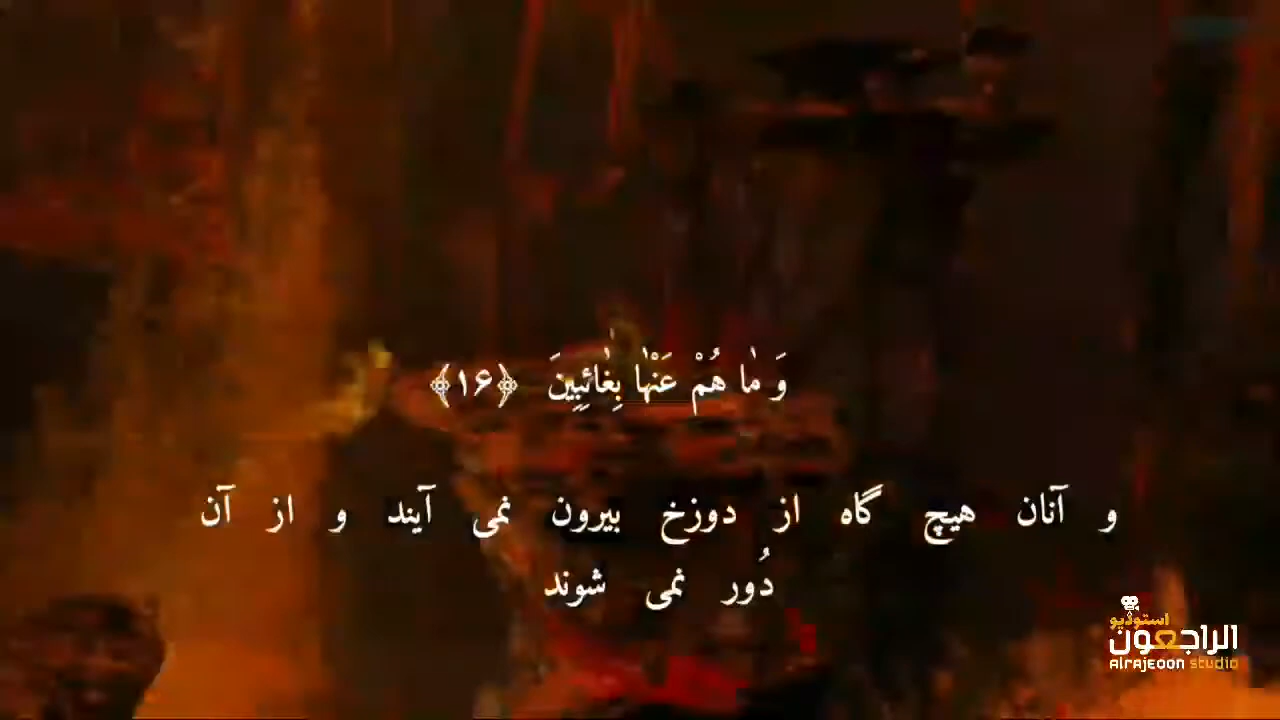 وَ مٰا هُمْ عَنْهٰا بِغٰائِبِينَ ﴿۱۶﴾
و آنان هیچ گاه از دوزخ بیرون نمی آیند و از آن
دُور نمی شوند
استودیو
الراجعون
Alrajeoon studio